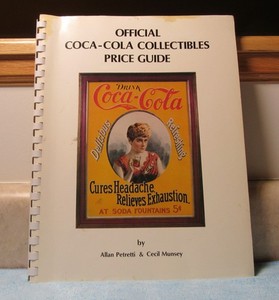 OFFICIAL
COCA-COLA COLLECTIBLES
PRICE GUIDE
DRINK
Coca-Cola
Delicious
Refreshing
Cures Headache
Relieves Exhaustion
AT SODA FOUNTAINS 5¢
by
Allan Petretti & Cecil Munsey